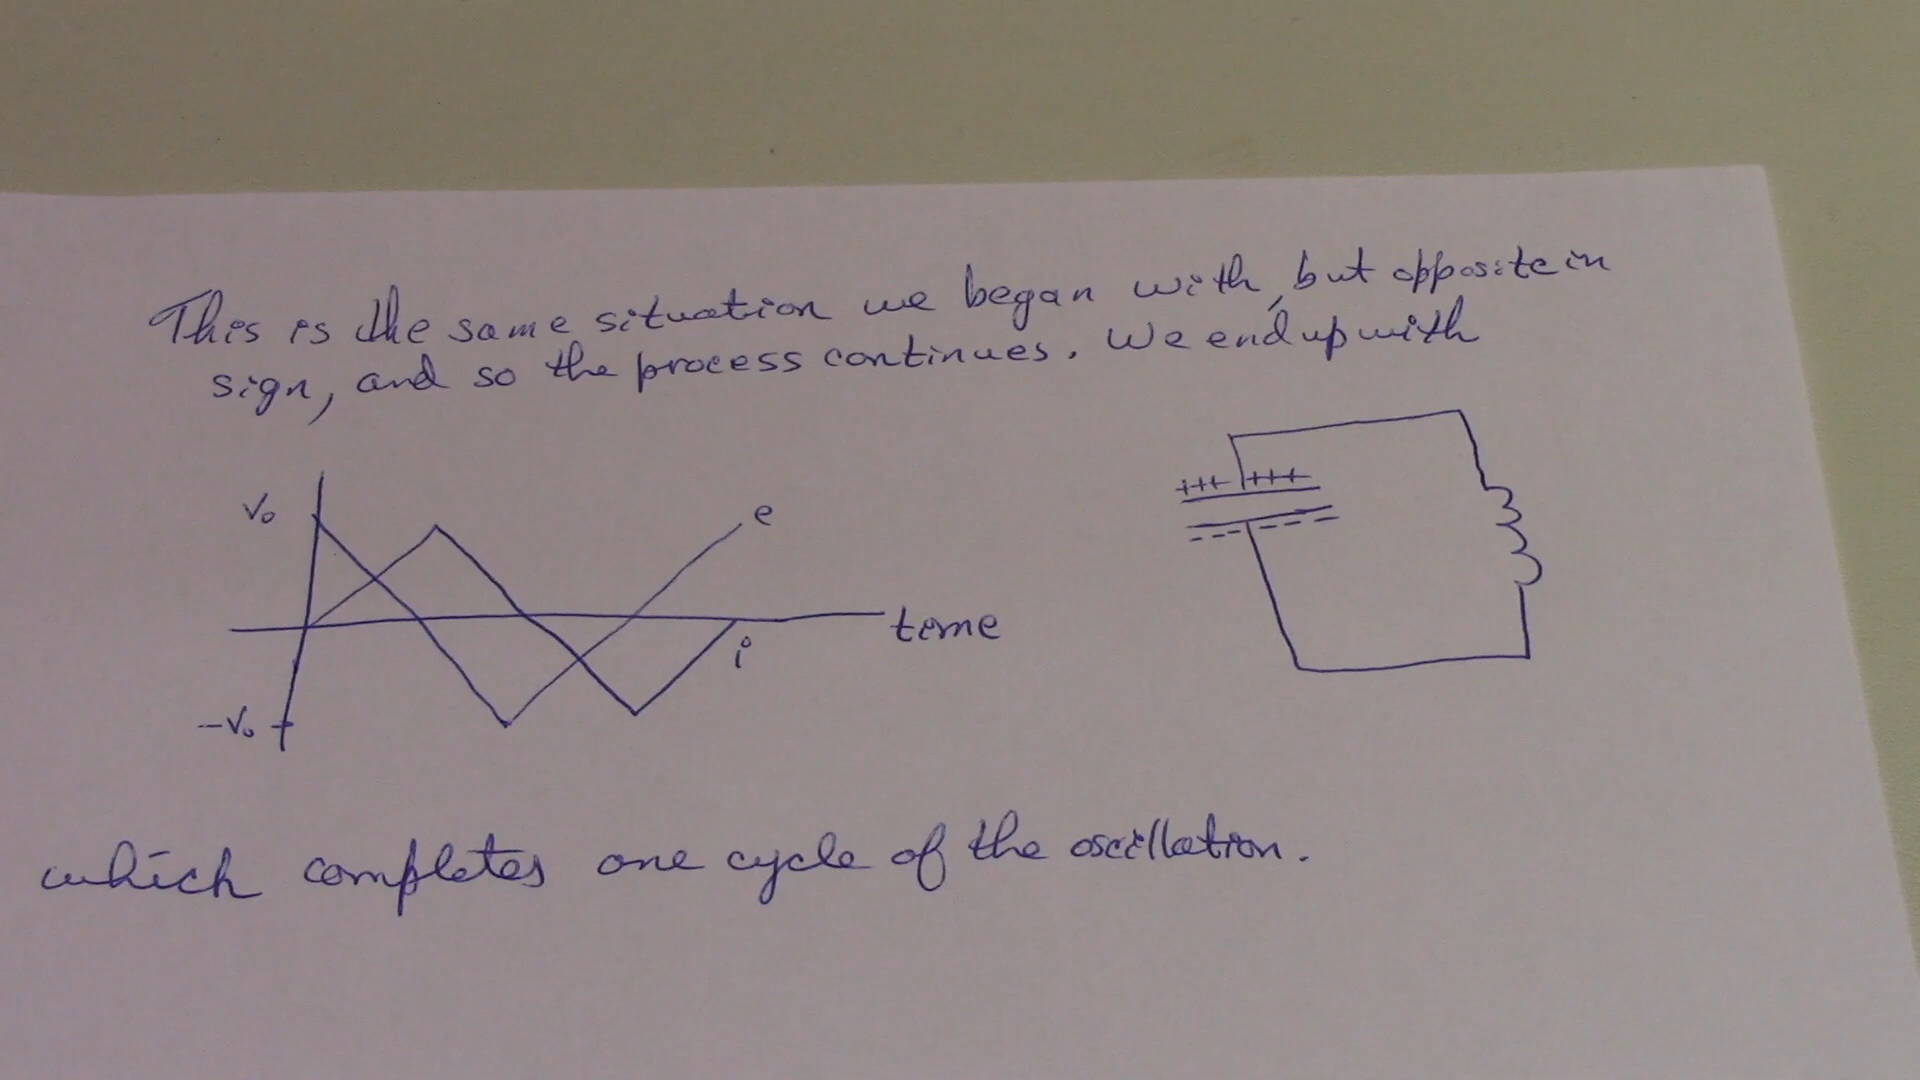 This is the same situation we began with, but opposite in
sign, and so the process continues. We end up with
V₀
e
+++ +++
------
time
i
-V₀
which completes one cycle of the oscillation.